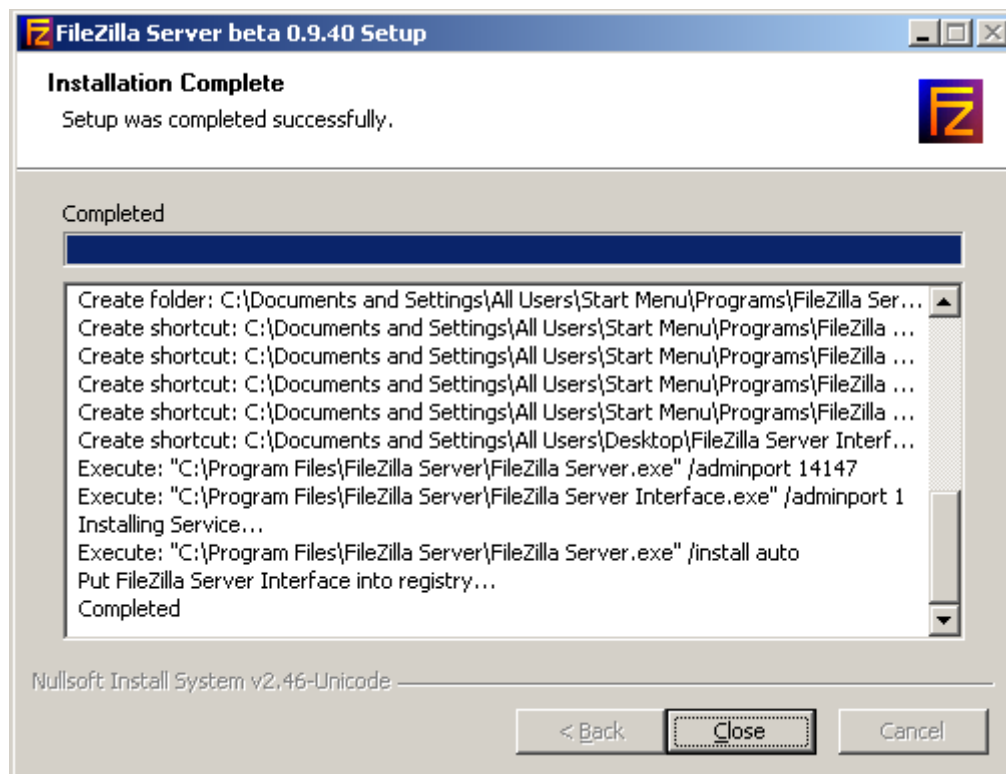 FileZilla Server beta 0.9.40 Setup
Installation Complete
Setup was completed successfully.
Completed
Create folder: C:\Documents and Settings\All Users\Start Menu\Programs\FileZilla Ser...
Create shortcut: C:\Documents and Settings\All Users\Start Menu\Programs\FileZilla ...
Create shortcut: C:\Documents and Settings\All Users\Start Menu\Programs\FileZilla ...
Create shortcut: C:\Documents and Settings\All Users\Start Menu\Programs\FileZilla ...
Create shortcut: C:\Documents and Settings\All Users\Start Menu\Programs\FileZilla ...
Create shortcut: C:\Documents and Settings\All Users\Desktop\FileZilla Server Interf...
Execute: "C:\Program Files\FileZilla Server\FileZilla Server.exe" /adminport 14147
Execute: "C:\Program Files\FileZilla Server\FileZilla Server Interface.exe" /adminport 1
Installing Service...
Execute: "C:\Program Files\FileZilla Server\FileZilla Server.exe" /install auto
Put FileZilla Server Interface into registry...
Completed
Nullsoft Install System v2.46-Unicode
< Back
Close
Cancel